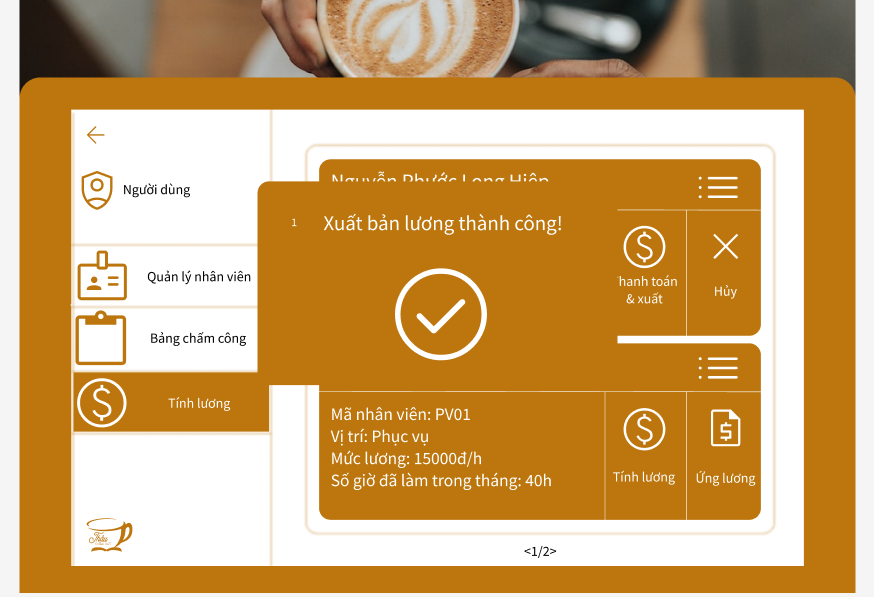 Người dùng
Quản lý nhân viên
Bảng chấm công
Tính lương
Nguyễn Phước Long Hiệp
1
Xuất bản lương thành công!
hanh toán
& xuất
Hủy
Mã nhân viên: PV01
Vị trí: Phục vụ
Mức lương: 15000đ/h
Số giờ đã làm trong tháng: 40h
Tính lương
Ứng lương
<1/2>